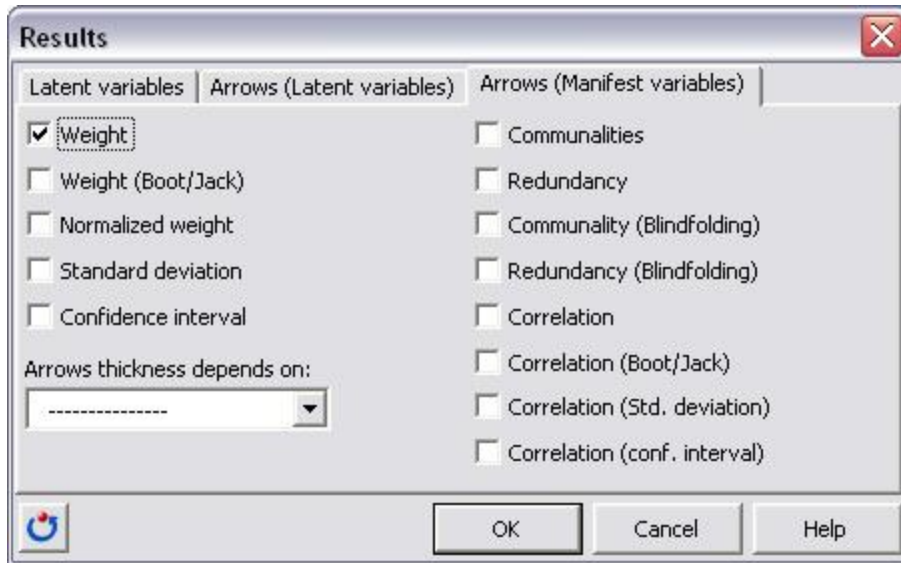 Results
Latent variables
Arrows (Latent variables)
Arrows (Manifest variables)
Weight
Weight (Boot/Jack)
Normalized weight
Standard deviation
Confidence interval
Arrows thickness depends on:
---------------
Communalities
Redundancy
Communality (Blindfolding)
Redundancy (Blindfolding)
Correlation
Correlation (Boot/Jack)
Correlation (Std. deviation)
Correlation (conf. interval)
OK
Cancel
Help